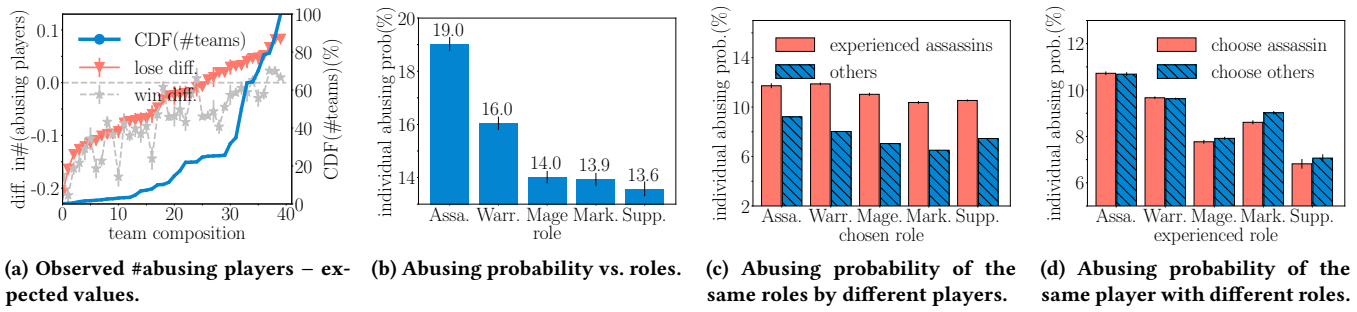 diff. in#(abusing players)
0.1
0.0
-0.1
-0.2
CDF(#teams)
lose diff.
win diff.
100
80
60
40
20
0
CDF(#teams)(%)
0 10 20 30 40
team composition
(a) Observed #abusing players – ex-
pected values.
individual abusing prob(%)
20
18
16
14
19.0
16.0
14.0
13.9
13.6
Assa. Warr. Mage Mark. Supp.
role
(b) Abusing probability vs. roles.
individual abusing prob.(%)
14
10
6
2
experienced assassins
others
Assa. Warr. Mage. Mark. Supp.
chosen role
(c) Abusing probability of the
same roles by different players.
individual abusing prob.(%)
12
10
8
6
choose assassin
choose others
Assa. Warr. Mage. Mark. Supp.
experienced role
(d) Abusing probability of the
same player with different roles.